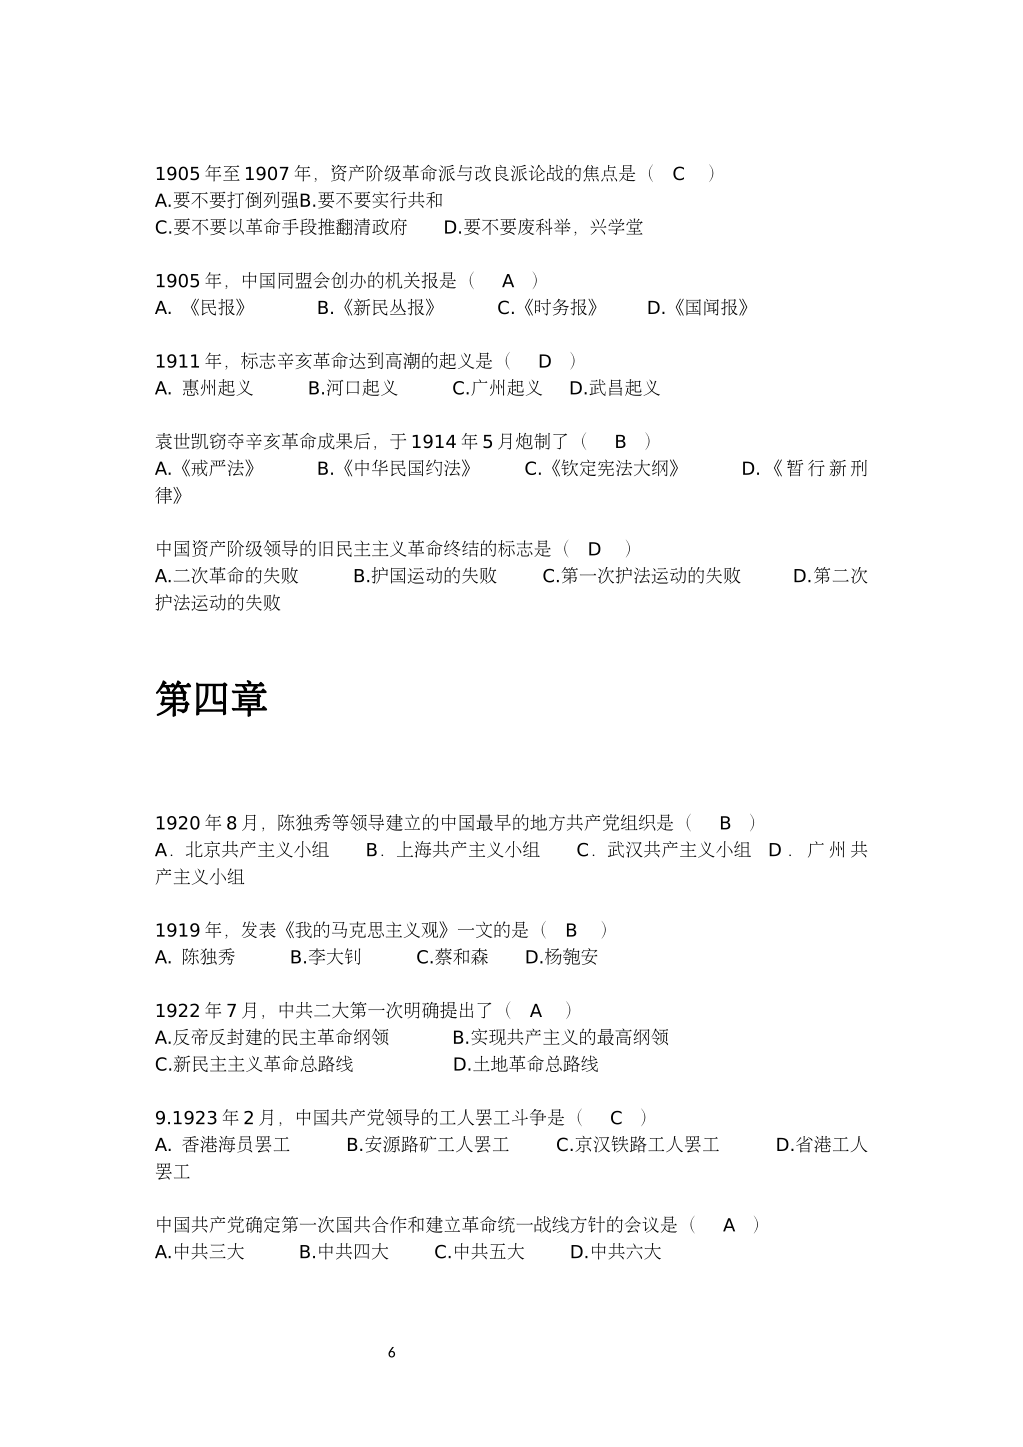 1905 年至 1907 年，资产阶级革命派与改良派论战的焦点是（ C ）
A.要不要打倒列强B.要不要实行共和
C.要不要以革命手段推翻清政府 D.要不要废科举，兴学堂
1905 年，中国同盟会创办的机关报是（ A ）
A. 《民报》 B.《新民丛报》 C.《时务报》 D.《国闻报》
1911 年，标志辛亥革命达到高潮的起义是（ D ）
A. 惠州起义 B.河口起义 C.广州起义 D.武昌起义
袁世凯窃夺辛亥革命成果后，于 1914 年 5 月炮制了（ B ）
A.《戒严法》 B.《中华民国约法》 C.《钦定宪法大纲》 D.《暂行新刑
律》
中国资产阶级领导的旧民主主义革命终结的标志是（ D ）
A.二次革命的失败 B.护国运动的失败 C.第一次护法运动的失败 D.第二次
护法运动的失败
第四章
1920 年 8 月，陈独秀等领导建立的中国最早的地方共产党组织是（ B ）
A．北京共产主义小组 B．上海共产主义小组 C．武汉共产主义小组 D．广州共
产主义小组
1919 年，发表《我的马克思主义观》一文的是（ B ）
A. 陈独秀 B.李大钊 C.蔡和森 D.杨匏安
1922 年 7 月，中共二大第一次明确提出了（ A ）
A.反帝反封建的民主革命纲领 B.实现共产主义的最高纲领
C.新民主主义革命总路线 D.土地革命总路线
9.1923 年 2 月，中国共产党领导的工人罢工斗争是（ C ）
A. 香港海员罢工 B.安源路矿工人罢工 C.京汉铁路工人罢工 D.省港工人
罢工
中国共产党确定第一次国共合作和建立革命统一战线方针的会议是（ A ）
A.中共三大 B.中共四大 C.中共五大 D.中共六大
6